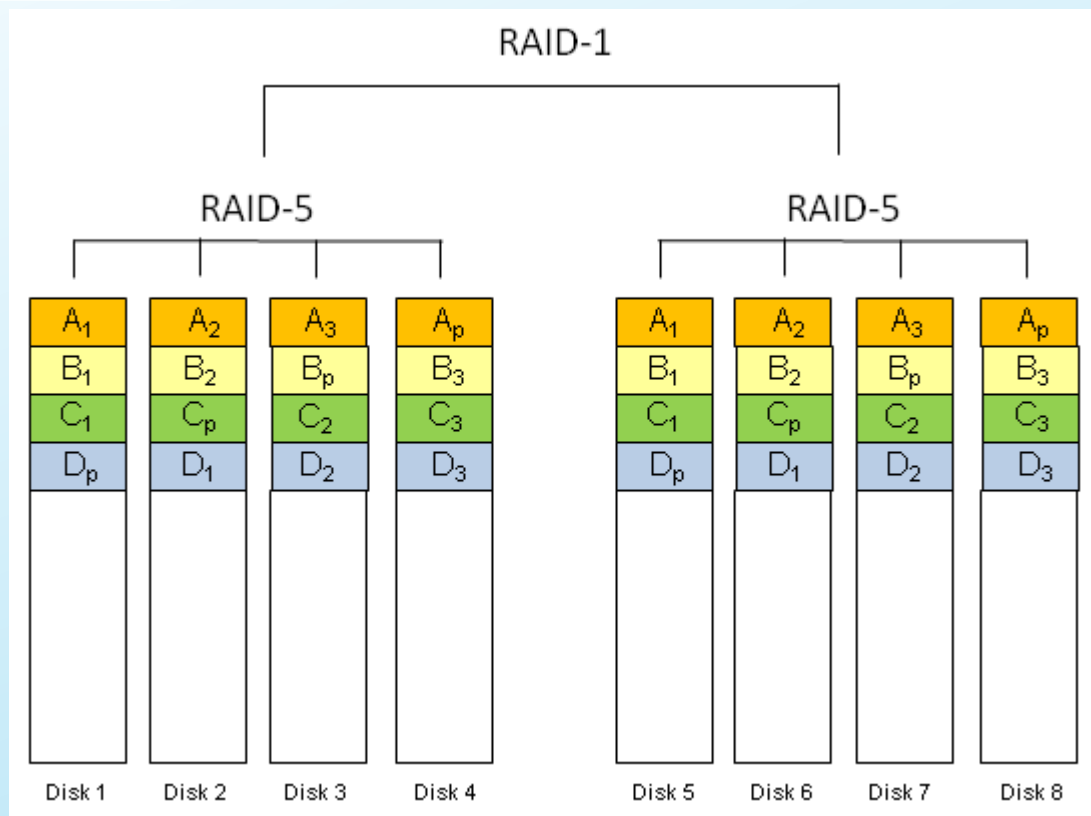 RAID-1
RAID-5 RAID-5
A1 A2 A3 Ap A1 A2 A3 Ap
B1 B2 Bp B3 B1 B2 Bp B3
C1 Cp C2 C3 C1 Cp C2 C3
Dp D1 D2 D3 Dp D1 D2 D3
Disk 1 Disk 2 Disk 3 Disk 4 Disk 5 Disk 6 Disk 7 Disk 8